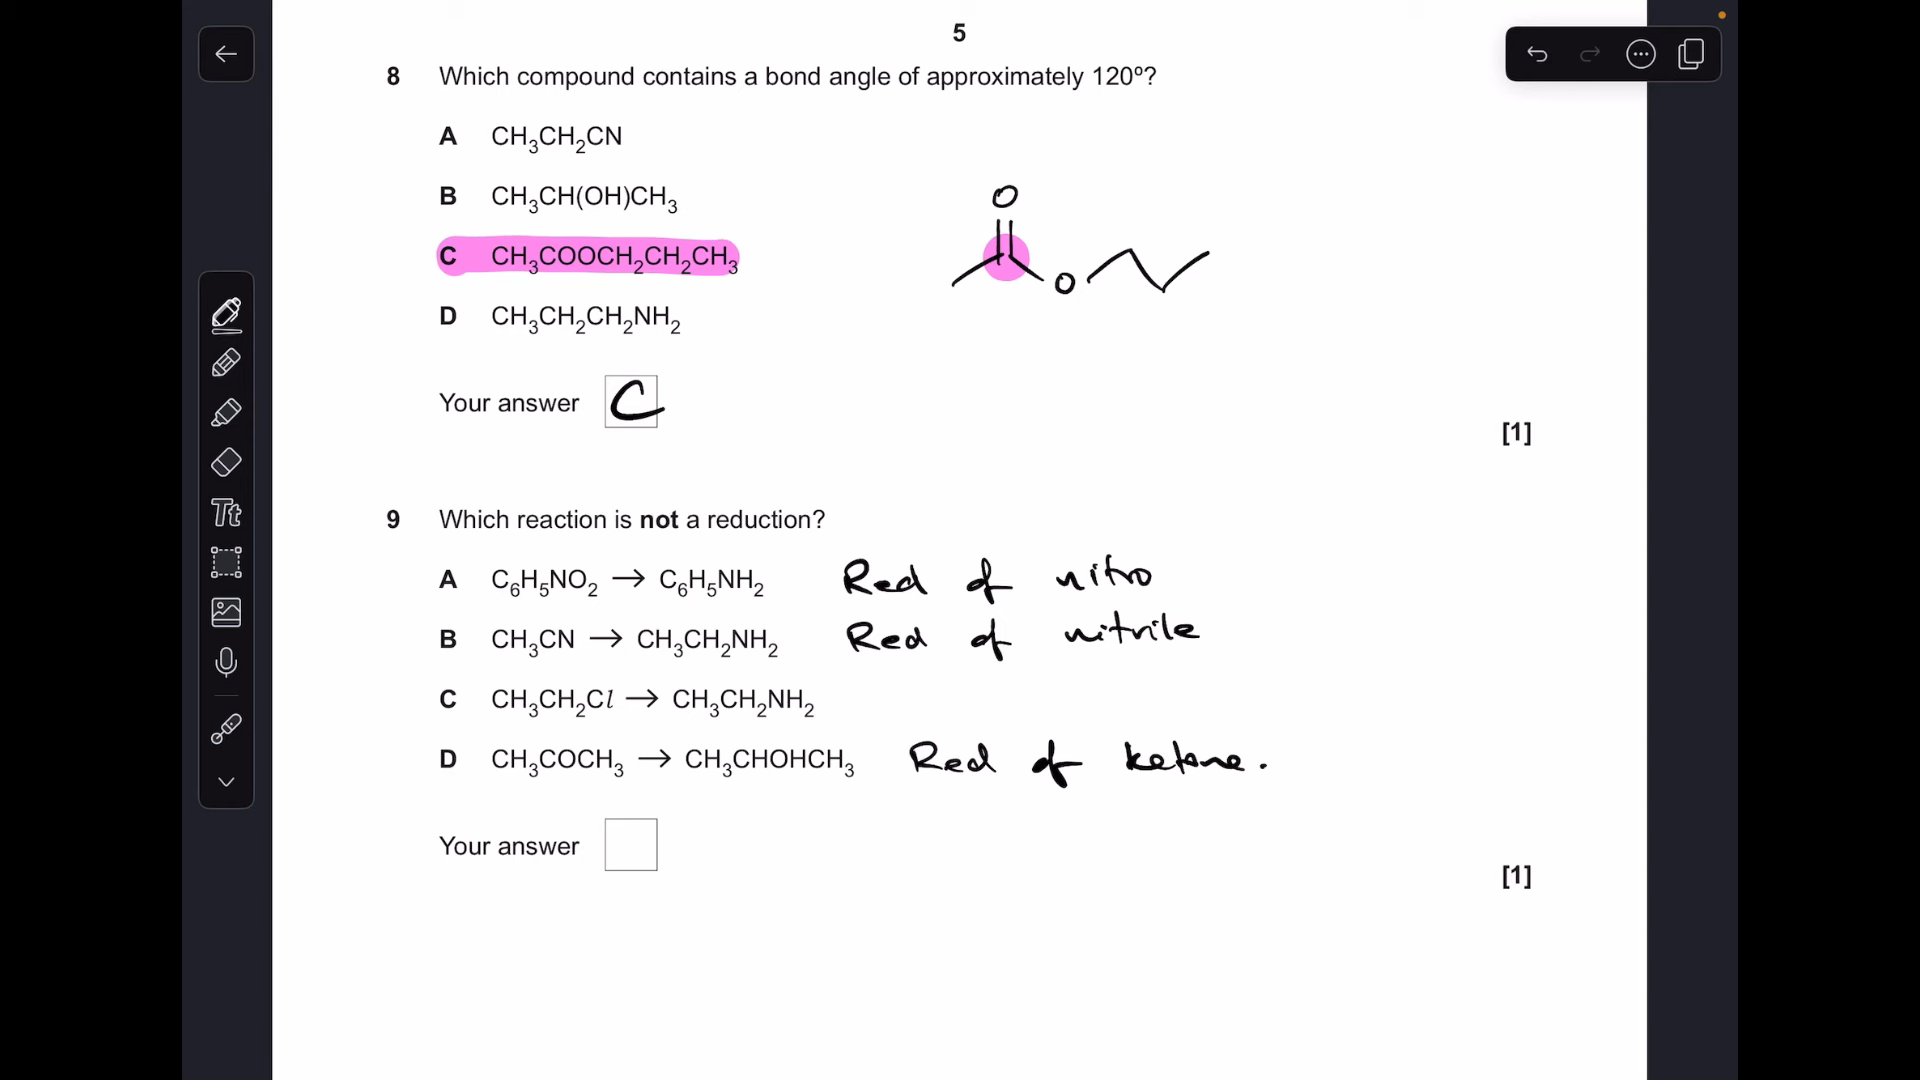 5
8 Which compound contains a bond angle of approximately 120º?
A CH₃CH₂CN
B CH₃CH(OH)CH₃
O
C CH₃COOCH₂CH₂CH₃
O
D CH₃CH₂CH₂NH₂
Your answer C
[1]
9 Which reaction is not a reduction?
A C₆H₅NO₂ → C₆H₅NH₂ Red of nitro
B CH₃CN → CH₃CH₂NH₂ Red of nitrile
C CH₃CH₂Cl → CH₃CH₂NH₂
D CH₃COCH₃ → CH₃CHOHCH₃ Red of ketone.
Your answer
[1]
Tt